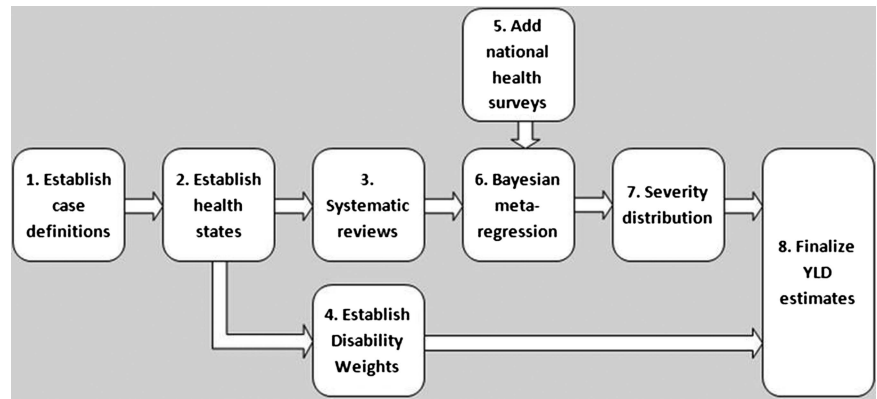 5. Add
national
health
surveys
1. Establish
case
definitions
2. Establish
health
states
3.
Systematic
reviews
6. Bayesian
meta-
regression
7. Severity
distribution
8. Finalize
YLD
estimates
4. Establish
Disability
Weights